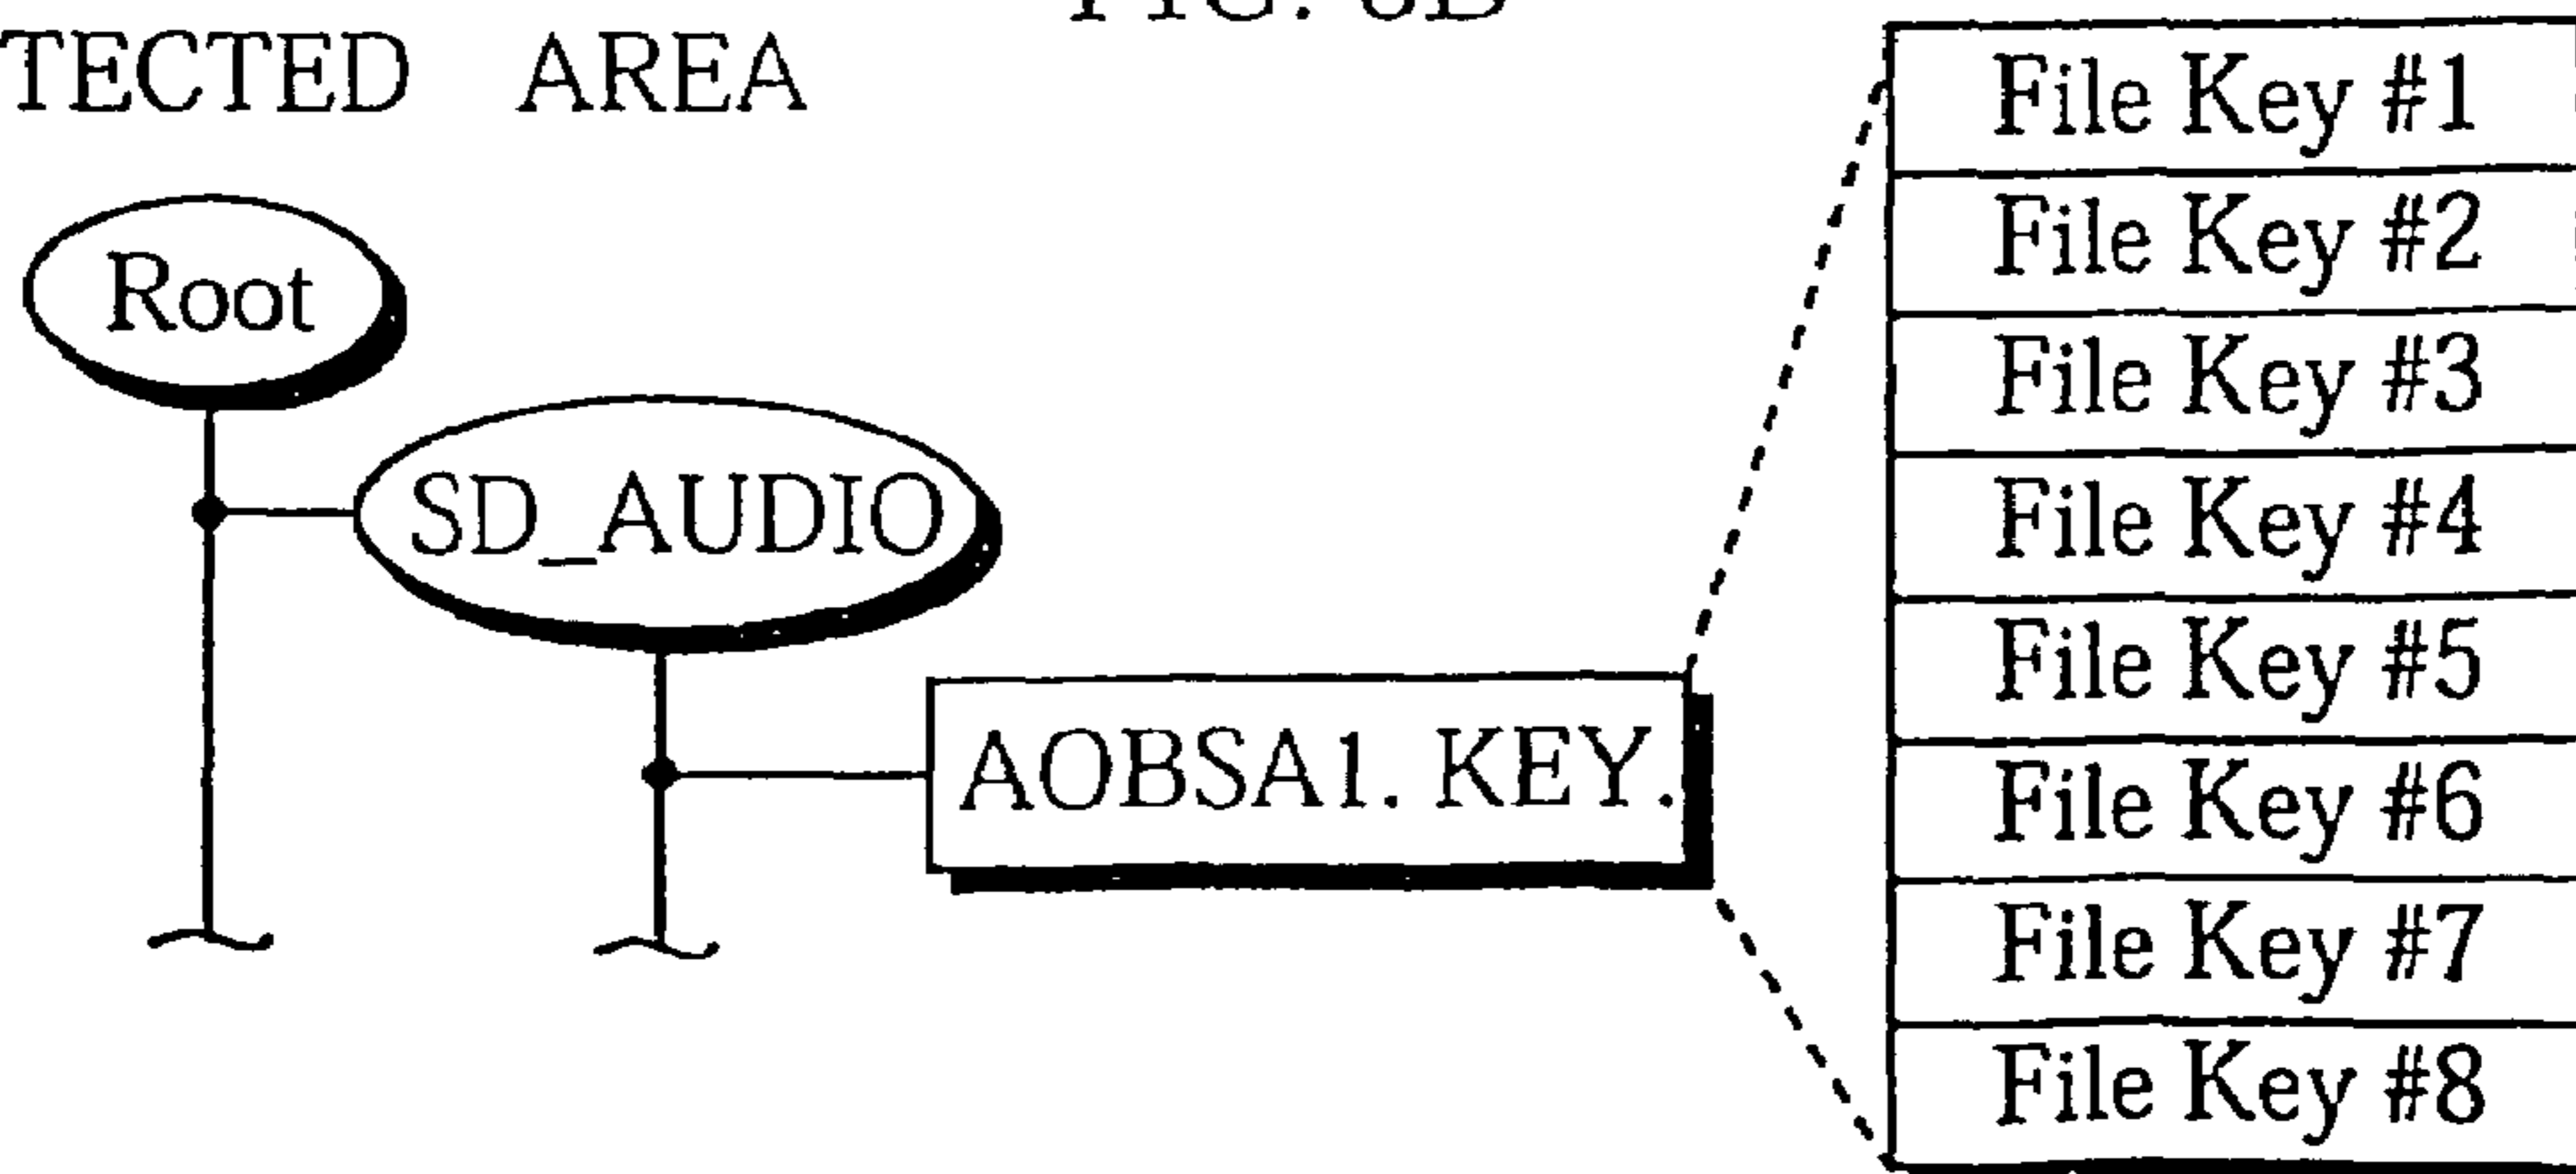 TECTED AREA
Root
SD_AUDIO
AOBSA1. KEY.
File Key #1
File Key #2
File Key #3
File Key #4
File Key #5
File Key #6
File Key #7
File Key #8